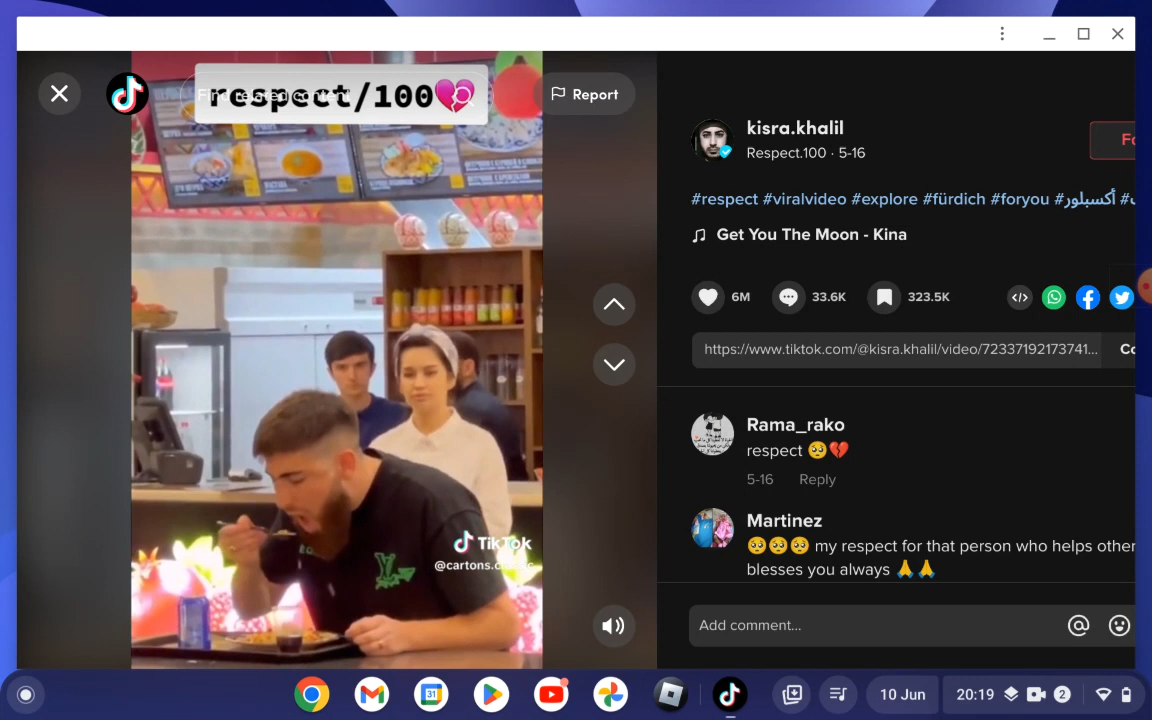 respect/100💔
Report
kisra.khalil
Respect.100 · 5-16
#respect #viralvideo #explore #fürdich #foryou #أكسبلور
Get You The Moon - Kina
6M
33.6K
323.5K
https://www.tiktok.com/@kisra.khalil/video/72337192173741...
Rama_rako
respect 🥺💔
5-16 Reply
TikTok
Martinez
🥺🥺🥺 my respect for that person who helps other
blesses you always 🙏🙏
Add comment...
31
10 Jun
20:19
2